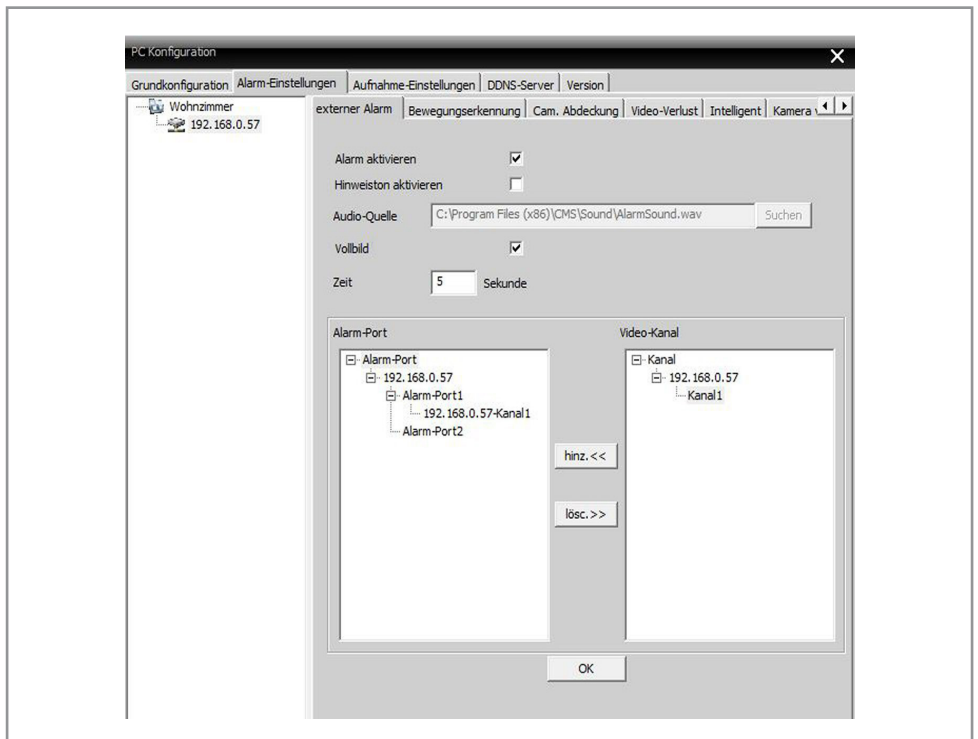 PC Konfiguration
Grundkonfiguration Alarm-Einstellungen Aufnahme-Einstellungen DDNS-Server Version
Wohnzimmer
192.168.0.57
externer Alarm Bewegungserkennung Cam. Abdeckung Video-Verlust Intelligent Kamera
Alarm aktivieren
Hinweiston aktivieren
Audio-Quelle C:\Program Files (x86)\CMS\Sound\AlarmSound.wav Suchen
Vollbild
Zeit 5 Sekunde
Alarm-Port Video-Kanal
Alarm-Port
192.168.0.57
Alarm-Port1
192.168.0.57-Kanal1
Alarm-Port2
hinz.<<
lösc.>>
Kanal
192.168.0.57
Kanal1
OK